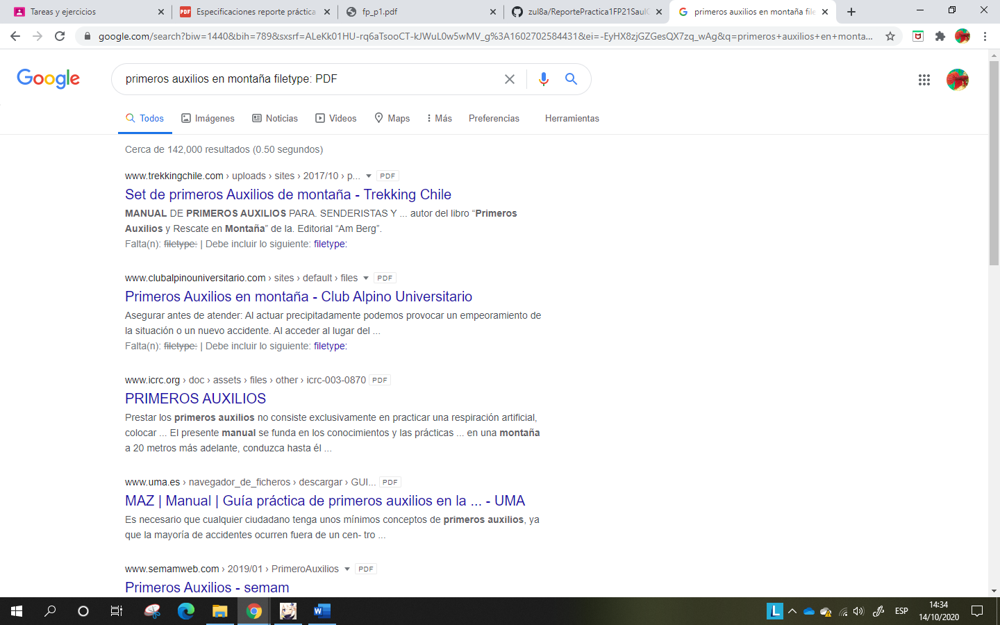 Tareas y ejercicios
PDF
Especificaciones reporte práctica
fp_p1.pdf
zul8a/ReportePractica1FP21Saul
primeros auxilios en montaña file
google.com/search?biw=1440&bih=789&sxsrf=ALeKk01HU-rq6aTsooCT-kJWuL0w5wMV_g%3A1602702584431&ei=-EyHX8zjGZGesQX7zq_wAg&q=primeros+auxilios+en+monta...
Google
primeros auxilios en montaña filetype: PDF
Todos
Imágenes
Noticias
Videos
Maps
Más
Preferencias
Herramientas
Cerca de 142,000 resultados (0.50 segundos)
www.trekkingchile.com › uploads › sites › 2017/10 › p... PDF
Set de primeros Auxilios de montaña - Trekking Chile
MANUAL DE PRIMEROS AUXILIOS PARA. SENDERISTAS Y ... autor del libro “Primeros
Auxilios y Rescate en Montaña” de la. Editorial “Am Berg”.
Falta(n): filetype: | Debe incluir lo siguiente: filetype:
www.clubalpinouniversitario.com › sites › default › files PDF
Primeros Auxilios en montaña - Club Alpino Universitario
Asegurar antes de atender: Al actuar precipitadamente podemos provocar un empeoramiento de
la situación o un nuevo accidente. Al acceder al lugar del ...
Falta(n): filetype: | Debe incluir lo siguiente: filetype:
www.icrc.org › doc › assets › files › other › icrc-003-0870 PDF
PRIMEROS AUXILIOS
Prestar los primeros auxilios no consiste exclusivamente en practicar una respiración artificial,
colocar ... El presente manual se funda en los conocimientos y las prácticas ... en una montaña
a 20 metros más adelante, conduzca hasta él ...
www.uma.es › navegador_de_ficheros › descargar › GUI... PDF
MAZ | Manual | Guía práctica de primeros auxilios en la ... - UMA
Es necesario que cualquier ciudadano tenga unos mínimos conceptos de primeros auxilios, ya
que la mayoría de accidentes ocurren fuera de un cen- tro ...
www.semamweb.com › 2019/01 › PrimeroAuxilios PDF
Primeros Auxilios - semam
L
ESP
14:34
14/10/2020